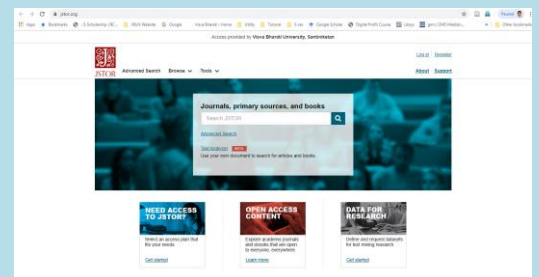 jstor.org
Paused
Apps
Bookmarks
Google
Google Scholar
Other bookmarks
Access provided by Visva Bharati University, Santiniketan
Log in Register
JSTOR
Advanced Search Browse Tools
About Support
Journals, primary sources, and books
Search JSTOR
Advanced Search
Text Analyzer BETA
Use your own document to search for articles and books.
NEED ACCESS
TO JSTOR?
Select an access plan that
fits your needs
Get started
OPEN ACCESS
CONTENT
Explore academic journals
and ebooks that are open
to everyone, everywhere.
Learn more
DATA FOR
RESEARCH
Define and request datasets
for text mining research.
Get started